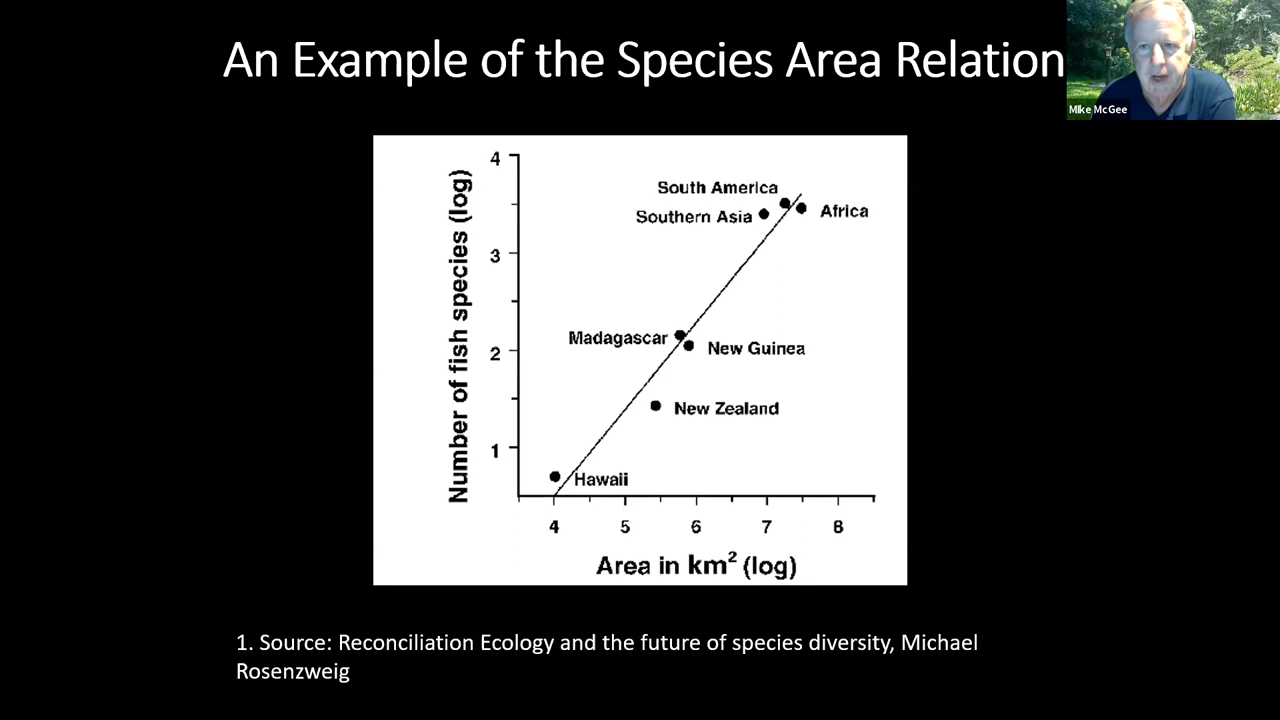 An Example of the Species Area Relation
Mike McGee
Number of fish species (log)
4
3
2
1
South America
Southern Asia
Africa
Madagascar
New Guinea
New Zealand
Hawaii
4 5 6 7 8
Area in km² (log)
1. Source: Reconciliation Ecology and the future of species diversity, Michael
Rosenzweig